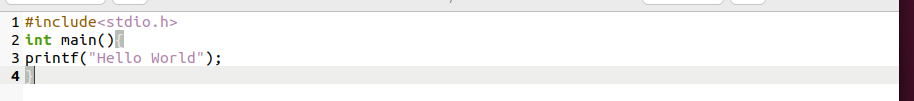 1 #include<stdio.h>
2 int main(){
3 printf("Hello World");
4 }